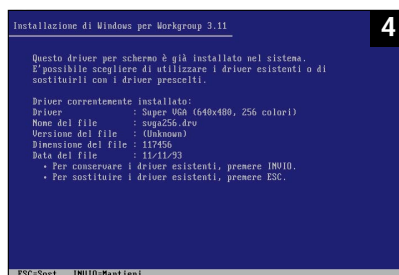 Installazione di Windows per Workgroup 3.11
4
Questo driver per schermo è già installato nel sistema.
E'possibile scegliere di utilizzare i driver esistenti o di
sostituirli con i driver prescelti.
Driver correntemente installato:
Driver : Super VGA (640x480, 256 colori)
Nome del file : svga256.drv
Versione del file : (Unknown)
Dimensione del file : 117456
Data del file : 11/11/93
• Per conservare i driver esistenti, premere INVIO.
• Per sostituire i driver esistenti, premere ESC.
ESC=Sost INVIO=Mantieni